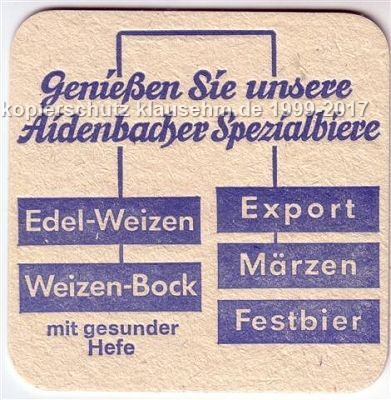 Genießen Sie unsere
kopierschutz klausehm.de 1999-2017
Aidenbacher Spezialbiere
Edel-Weizen
Weizen-Bock
mit gesunder
Hefe
Export
Märzen
Festbier